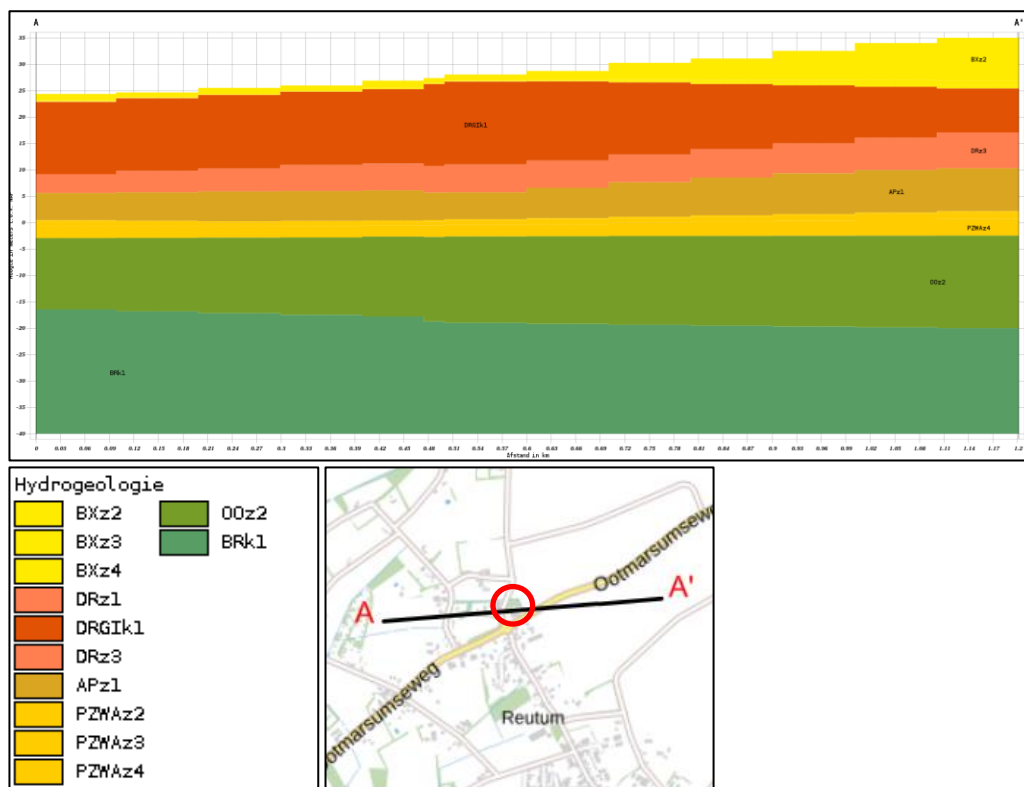 A A'
35
30
25
20
15
10
5
0
-5
-10
-15
-20
-25
-30
-35
-40
BXz2
DRGIk1
DRz3
APz1
PZWAz4
OOz2
BRk1
0 0.03 0.06 0.09 0.12 0.15 0.18 0.21 0.24 0.27 0.3 0.33 0.36 0.39 0.42 0.45 0.48 0.51 0.54 0.57 0.6 0.63 0.66 0.69 0.72 0.75 0.78 0.81 0.84 0.87 0.9 0.93 0.96 0.99 1.02 1.05 1.08 1.11 1.14 1.17 1.2
Afstand in km
Hydrogeologie
BXz2 OOz2
BXz3 BRk1
BXz4
DRz1
DRGIk1
DRz3
APz1
PZWAz2
PZWAz3
PZWAz4
Ootmarsumseweg
A A'
otmarsumseweg
Reutum